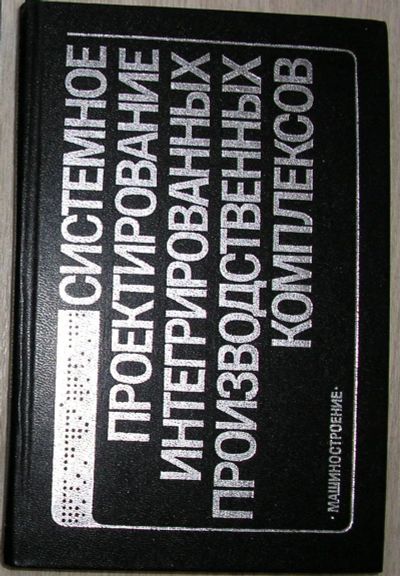 СИСТЕМНОЕ
ПРОЕКТИРОВАНИЕ
ИНТЕГРИРОВАННЫХ
ПРОИЗВОДСТВЕННЫХ
КОМПЛЕКСОВ
• МАШИНОСТРОЕНИЕ •